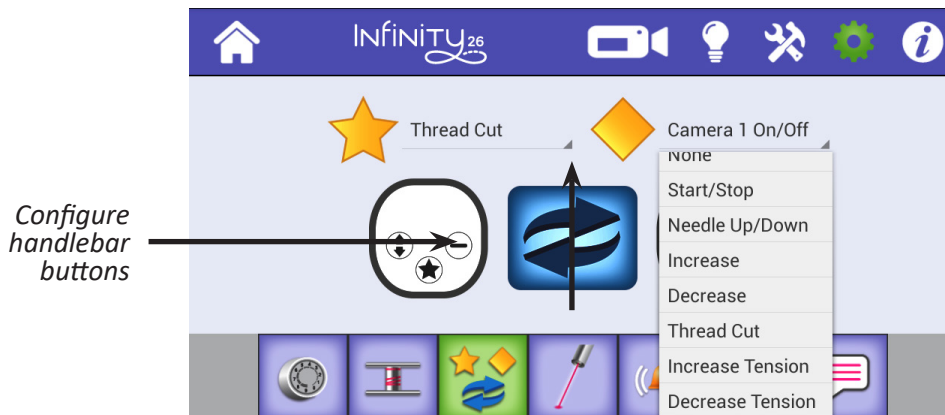 INFINITY 26
Thread Cut
Camera 1 On/Off
None
Start/Stop
Needle Up/Down
Increase
Decrease
Thread Cut
Increase Tension
Decrease Tension
Configure
handlebar
buttons